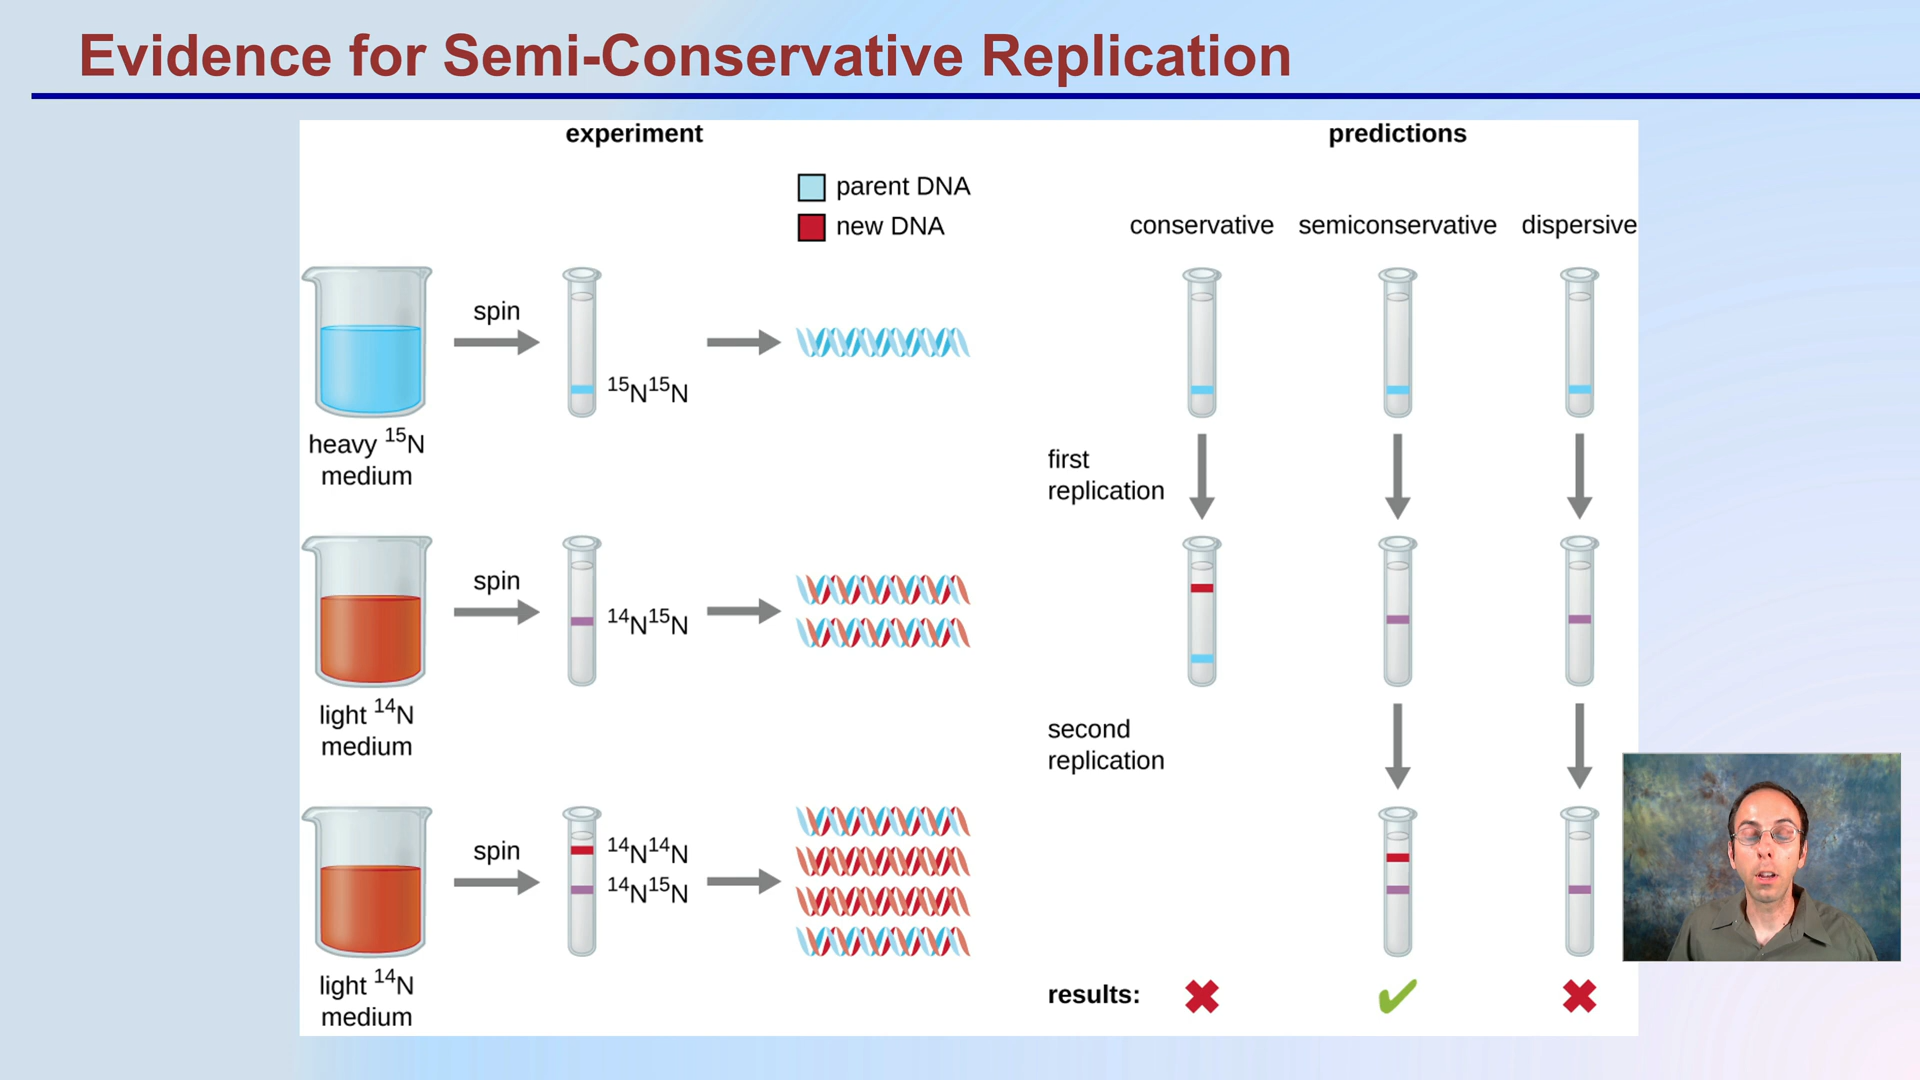 Evidence for Semi-Conservative Replication
experiment
predictions
parent DNA
new DNA
conservative
semiconservative
dispersive
spin
¹⁵N¹⁵N
heavy ¹⁵N
medium
first
replication
spin
¹⁴N¹⁵N
light ¹⁴N
medium
second
replication
spin
¹⁴N¹⁴N
¹⁴N¹⁵N
light ¹⁴N
medium
results: